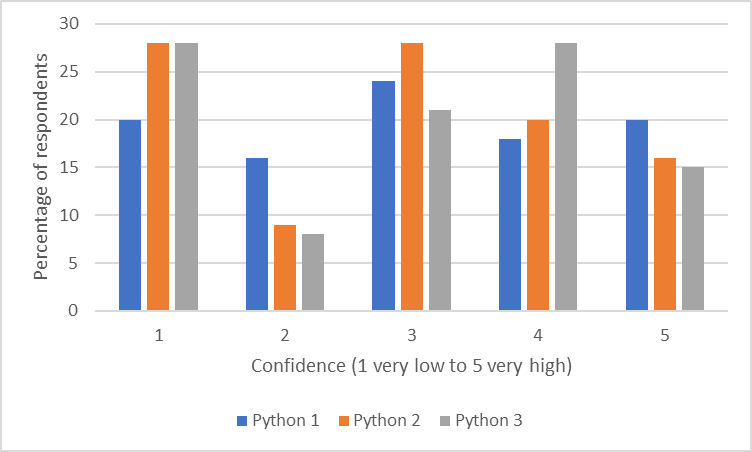 30
25
20
15
10
5
0
Percentage of respondents
1 2 3 4 5
Confidence (1 very low to 5 very high)
Python 1 Python 2 Python 3